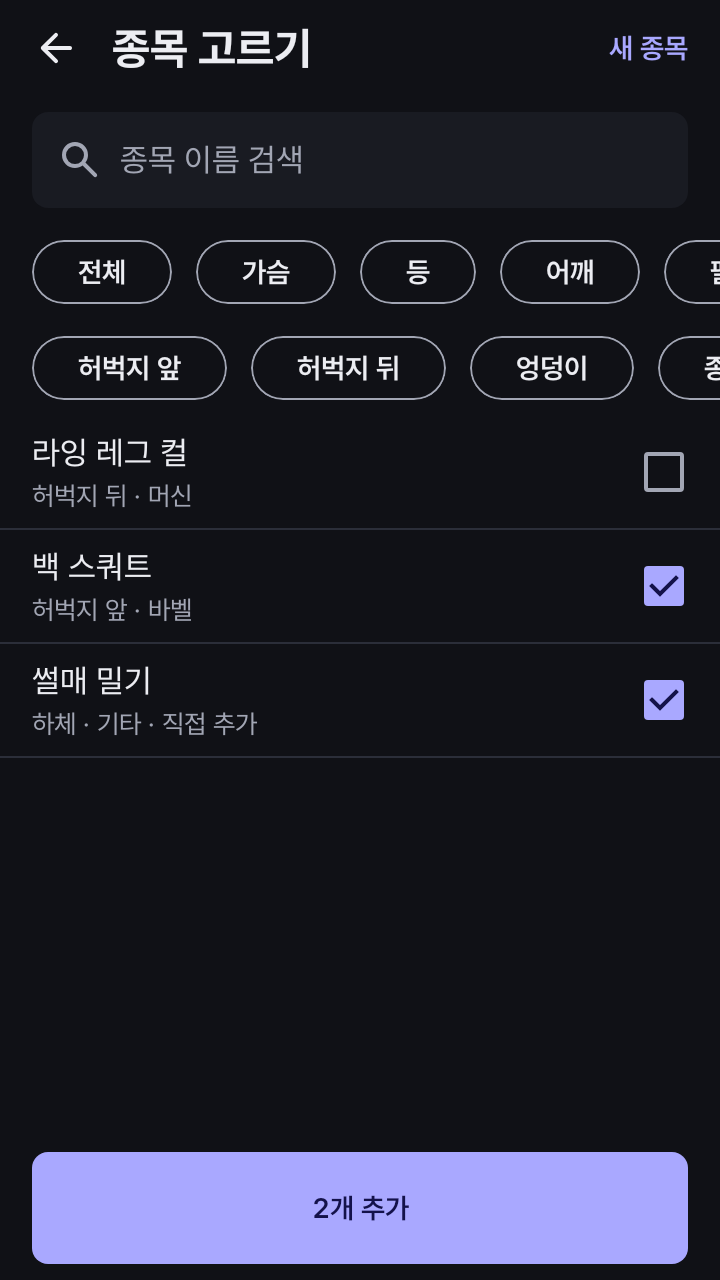 종목 고르기
새 종목
종목 이름 검색
전체 가슴 등 어깨
허벅지 앞 허벅지 뒤 엉덩이
라잉 레그 컬
허벅지 뒤 · 머신
백 스쿼트
허벅지 앞 · 바벨
썰매 밀기
하체 · 기타 · 직접 추가
2개 추가